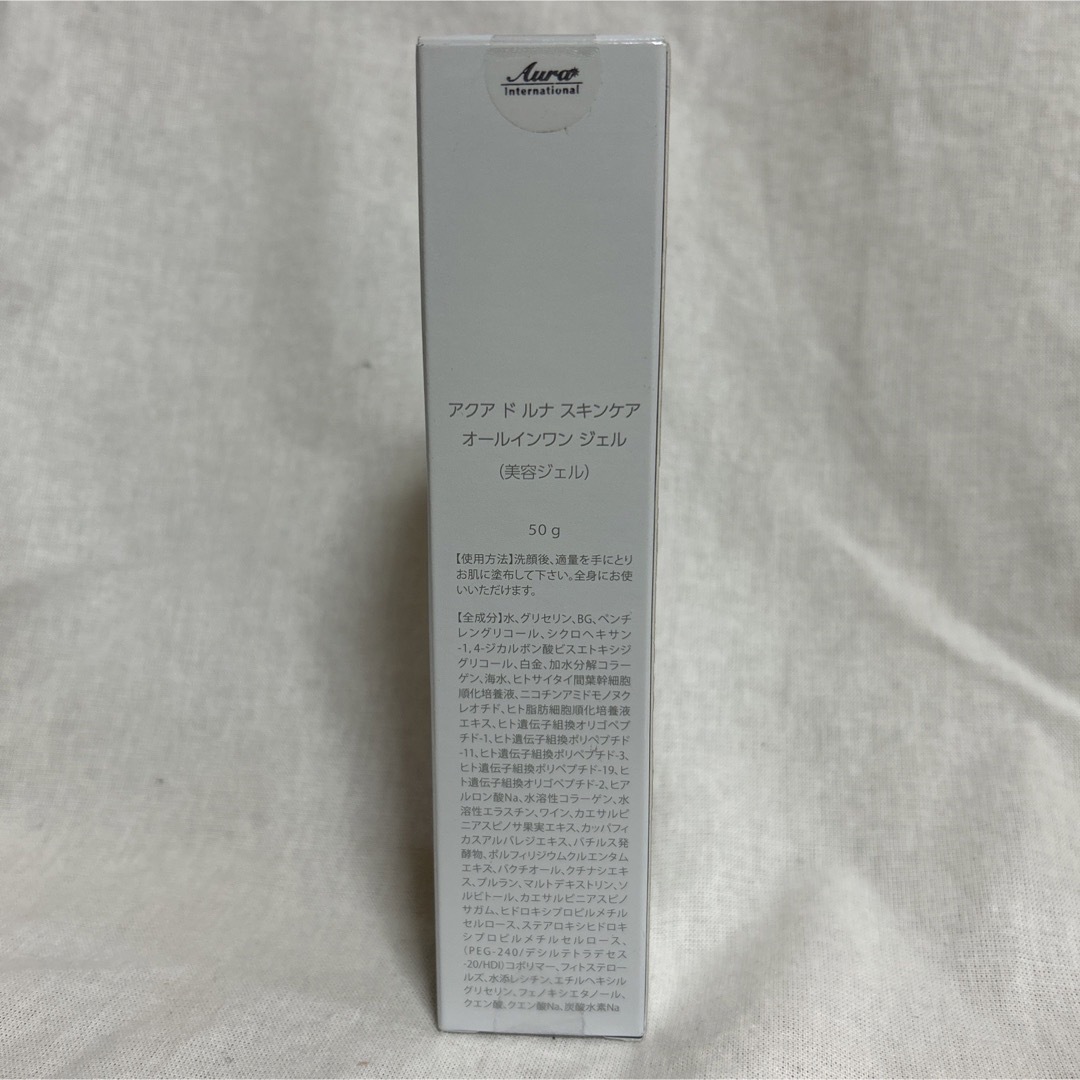 Aura
International
アクア ド ルナ スキンケア
オールインワン ジェル
(美容ジェル)
50 g
【使用方法】洗顔後、適量を手にとり
お肌に塗布して下さい。全身にお使
いいただけます。
【全成分】水、グリセリン、BG、ペンチ
レングリコール、シクロヘキサン
-1,4-ジカルボン酸ビスエトキシジ
グリコール、白金、加水分解コラー
ゲン、海水、ヒトサイタイ間葉幹細胞
順化培養液、ニコチンアミドモノヌク
レオチド、ヒト脂肪細胞順化培養液
エキス、ヒト遺伝子組換オリゴペプ
チド-1、ヒト遺伝子組換ポリペプチド
-11、ヒト遺伝子組換ポリペプチド-3、
ヒト遺伝子組換ポリペプチド-19、ヒ
ト遺伝子組換オリゴペプチド-2、ヒア
ルロン酸Na、水溶性コラーゲン、水
溶性エラスチン、ワイン、カエサルピ
ニアスピノサ果実エキス、カッパフィ
カスアルバレジエキス、バチルス発
酵物、ポルフィリジウムクルエンタム
エキス、バクチオール、クチナシエキ
ス、プルラン、マルトデキストリン、ソ
ルビトール、カエサルピニアスピノ
サガム、ヒドロキシプロピルメチル
セルロース、ステアロキシヒドロキ
シプロピルメチルセルロース、
(PEG-240/デシルテトラデセス
-20/HDI)コポリマー、フィトステロー
ルズ、水添レシチン、エチルヘキシル
グリセリン、フェノキシエタノール、
クエン酸、クエン酸Na、炭酸水素Na